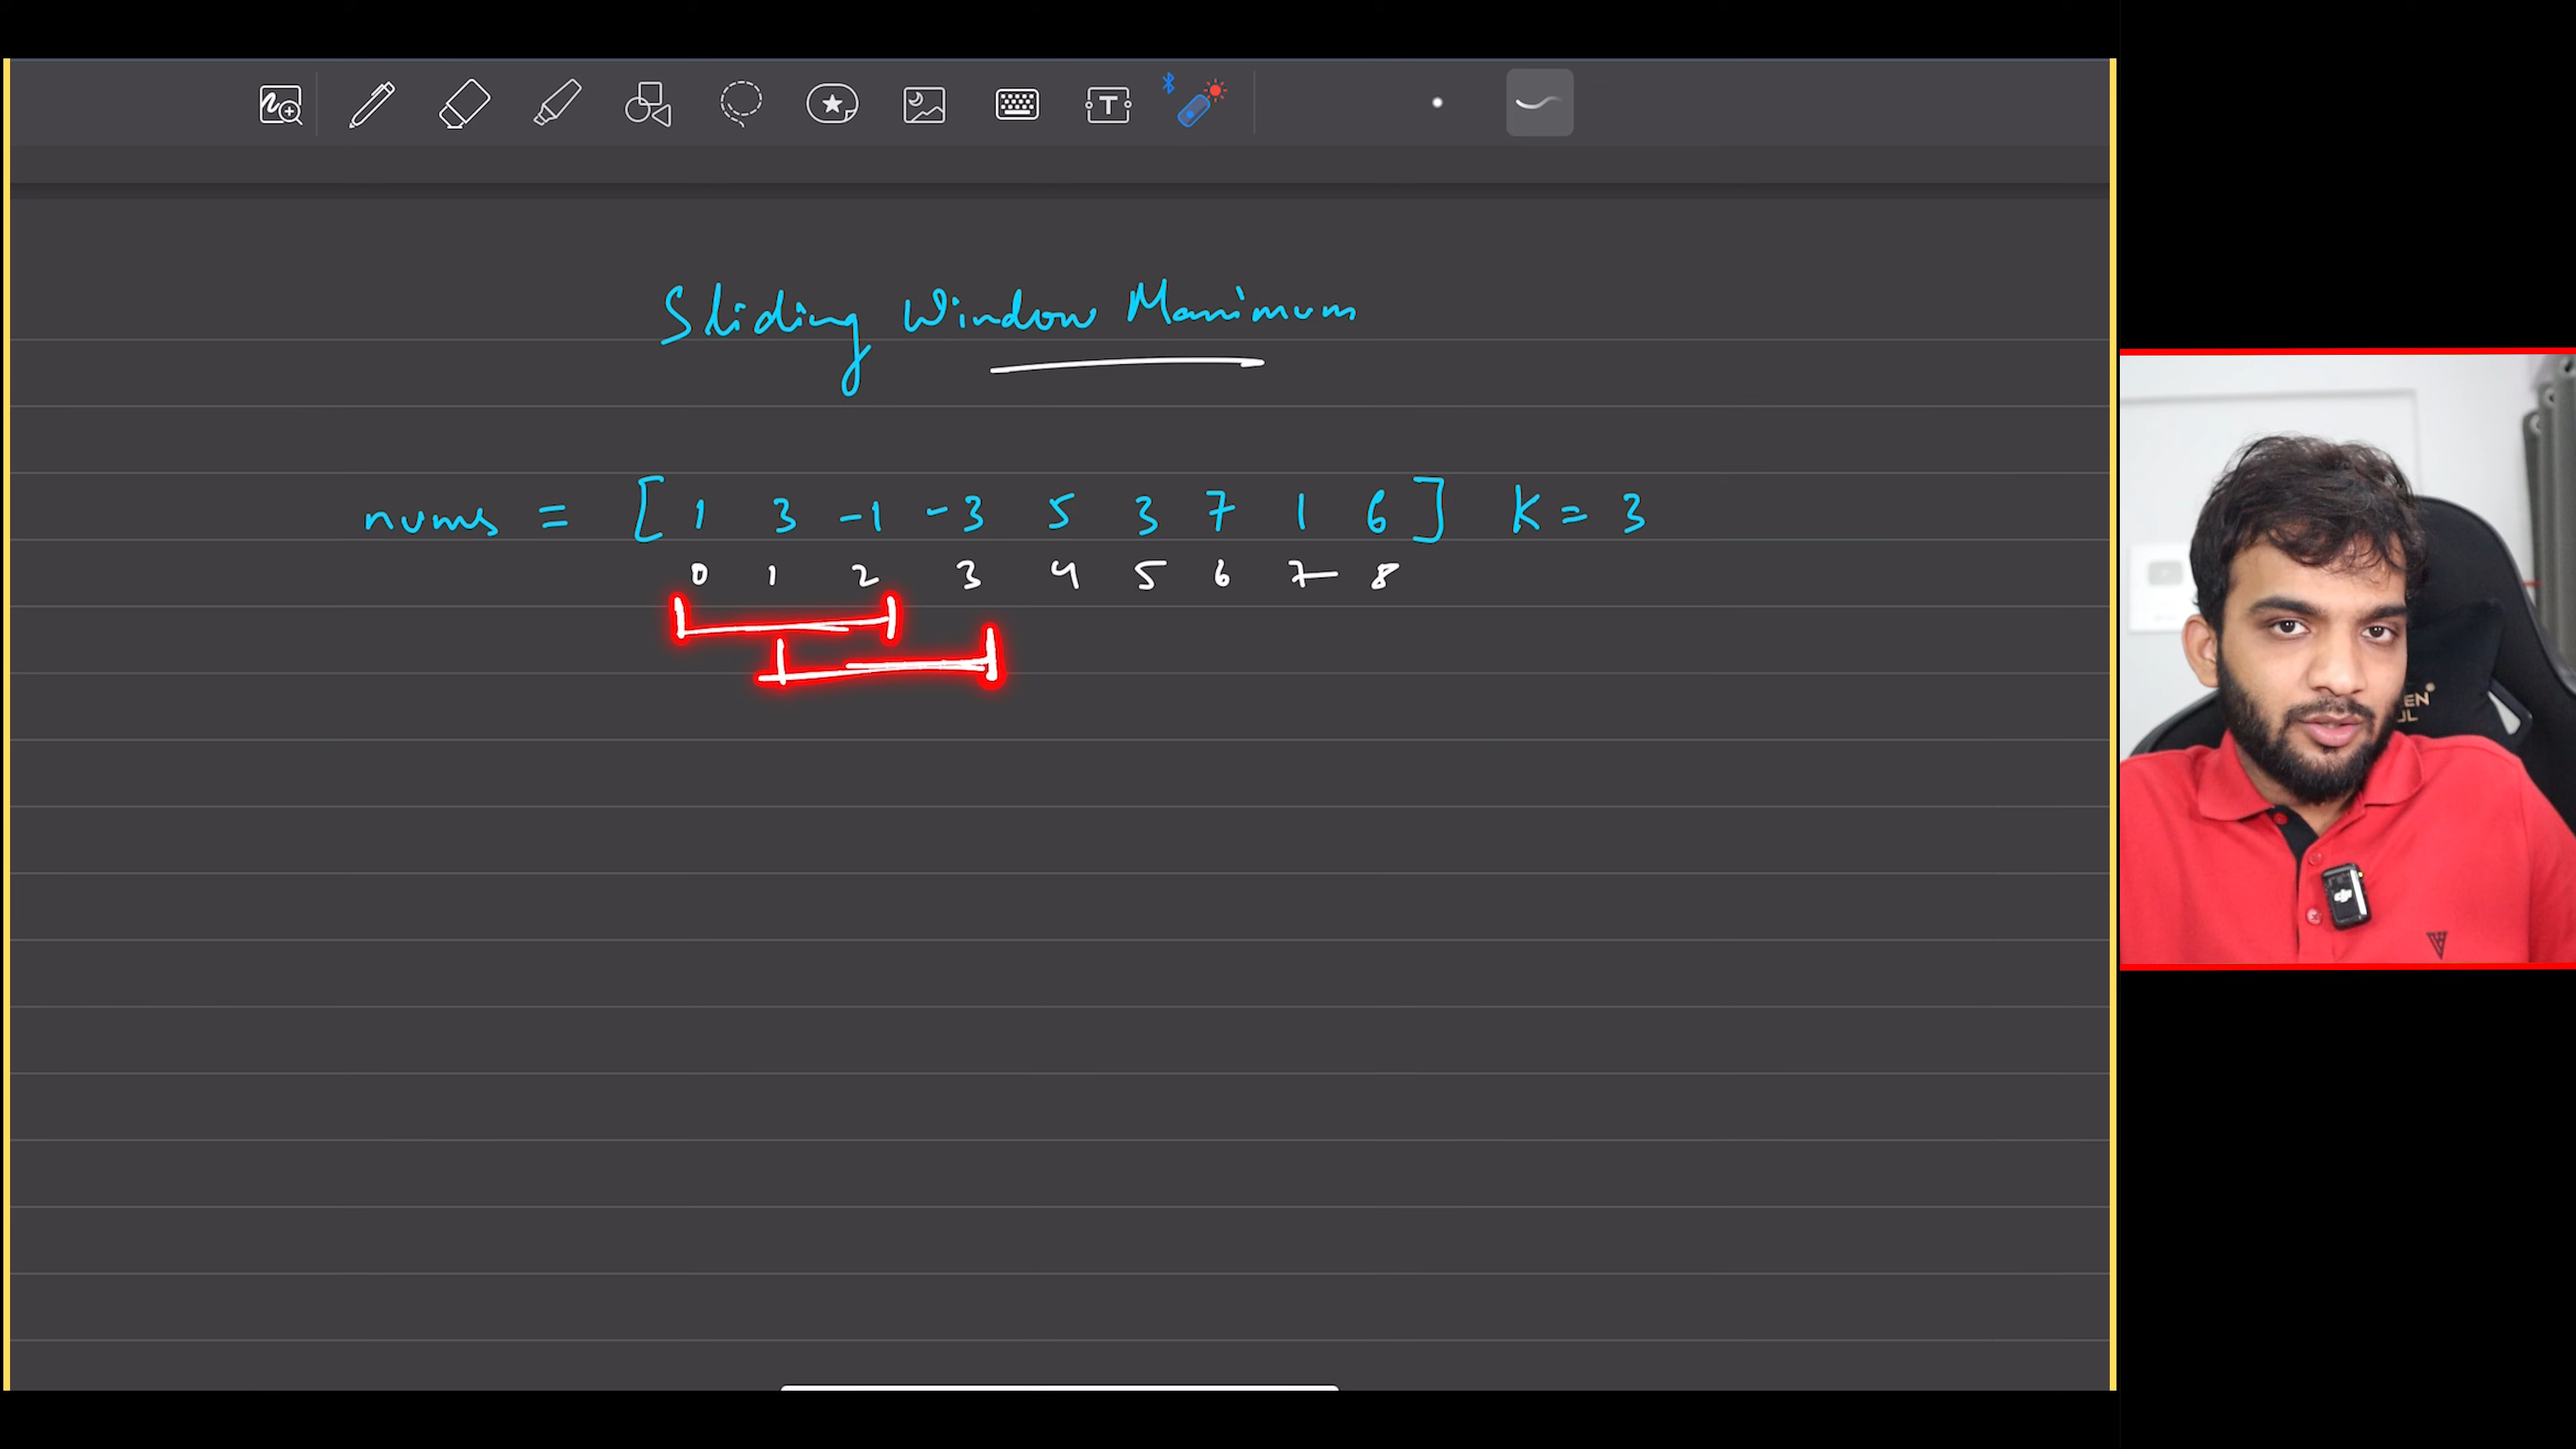 Sliding Window Maximum
nums = [ 1 3 -1 -3 5 3 7 1 6 ] K = 3
0 1 2 3 4 5 6 7 8
T